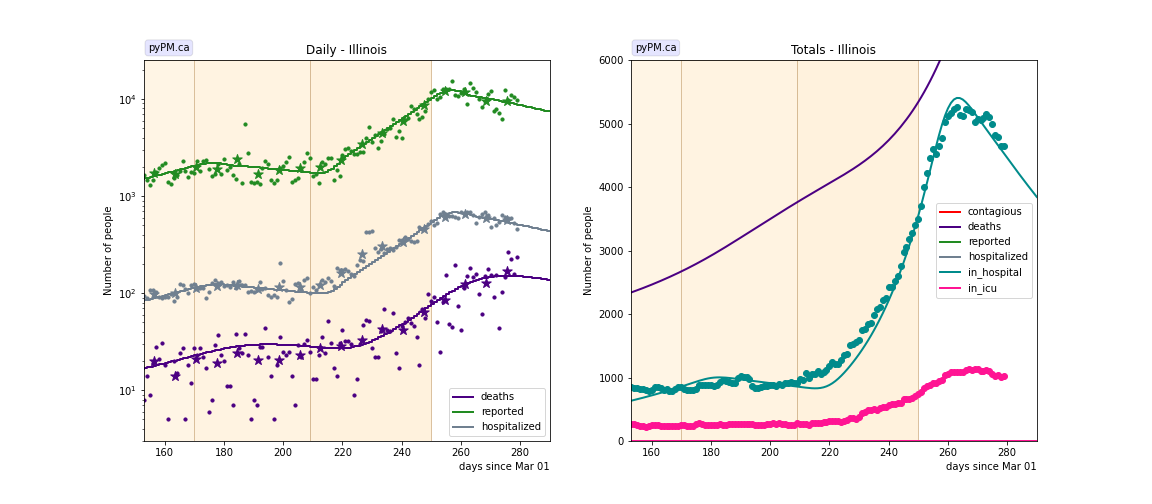 pyPM.ca
Daily - Illinois
Number of people
10⁴
10³
10²
10¹
160 180 200 220 240 260 280
days since Mar 01
deaths
reported
hospitalized
pyPM.ca
Totals - Illinois
Number of people
6000
5000
4000
3000
2000
1000
0
160 180 200 220 240 260 280
days since Mar 01
contagious
deaths
reported
hospitalized
in_hospital
in_icu